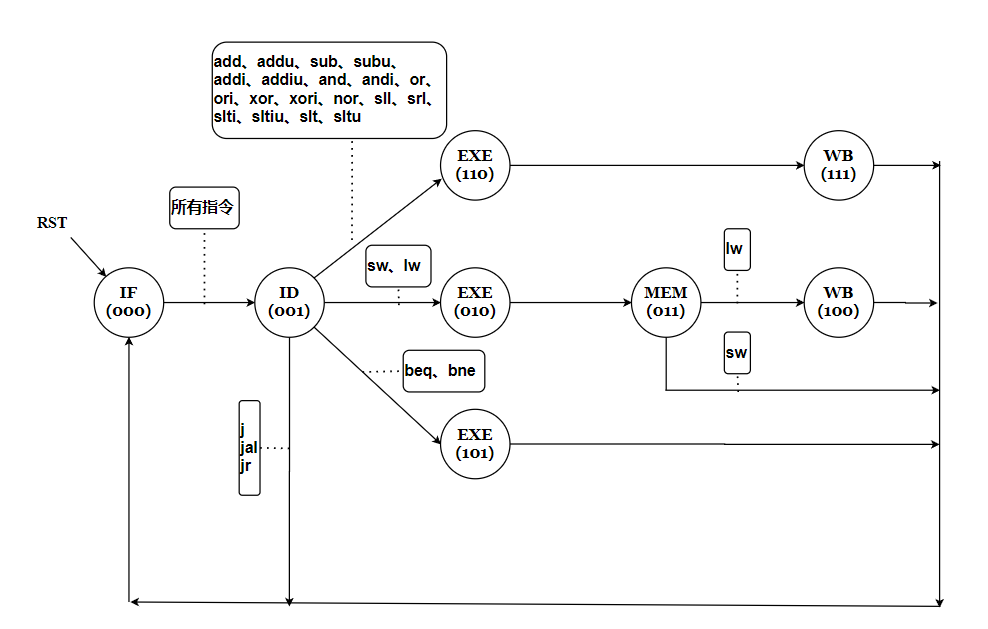 add、addu、sub、subu、
addi、addiu、and、andi、or、
ori、xor、xori、nor、sll、srl、
slti、sltiu、slt、sltu
EXE
(110)
WB
(111)
所有指令
RST
sw、lw
lw
IF
(000)
ID
(001)
EXE
(010)
MEM
(011)
WB
(100)
sw
beq、bne
j
jal
jr
EXE
(101)